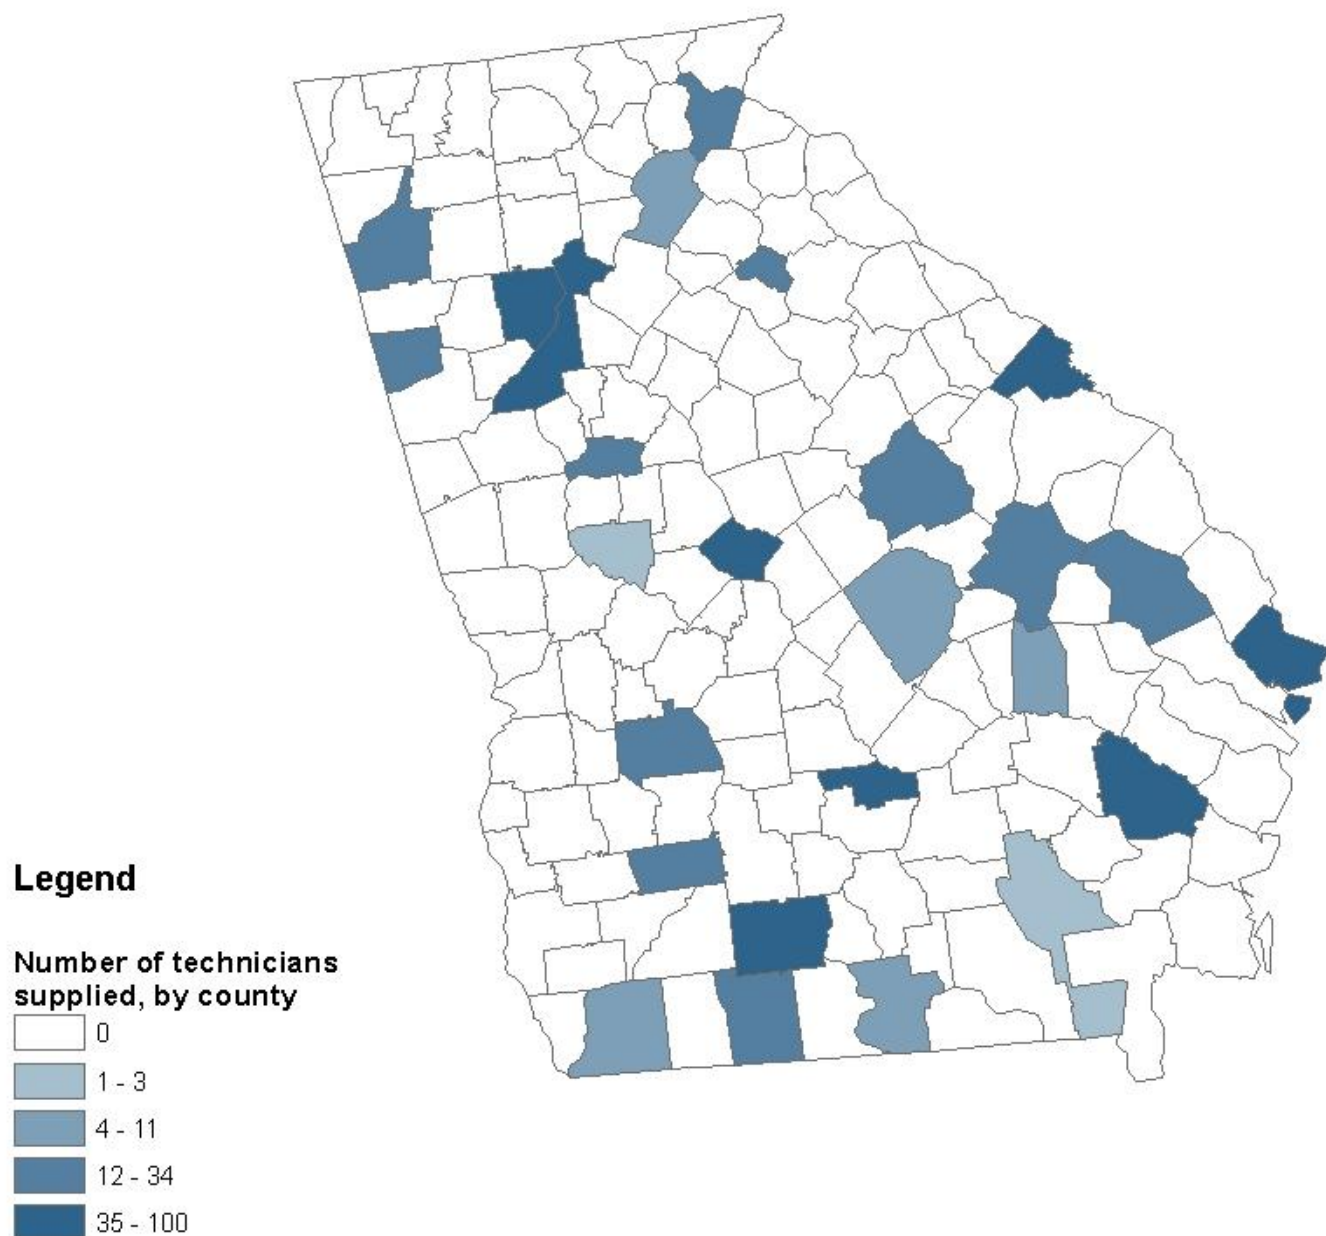 Legend
Number of technicians
supplied, by county
0
1 - 3
4 - 11
12 - 34
35 - 100